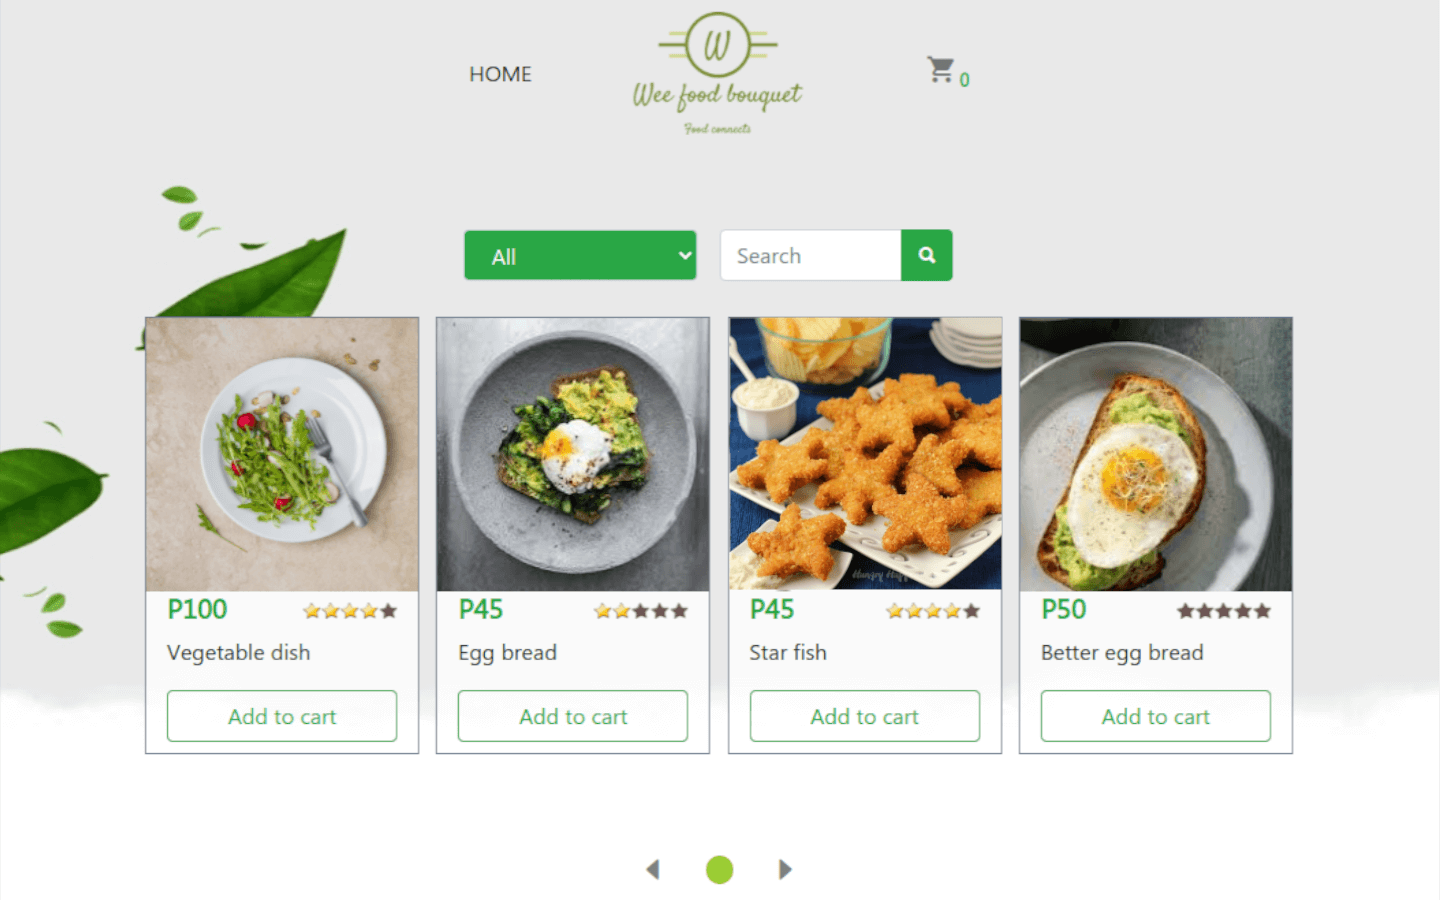 HOME
W
Wee food bouquet
Food connects
0
All
Search
P100
Vegetable dish
Add to cart
P45
Egg bread
Add to cart
P45
Star fish
Add to cart
P50
Better egg bread
Add to cart